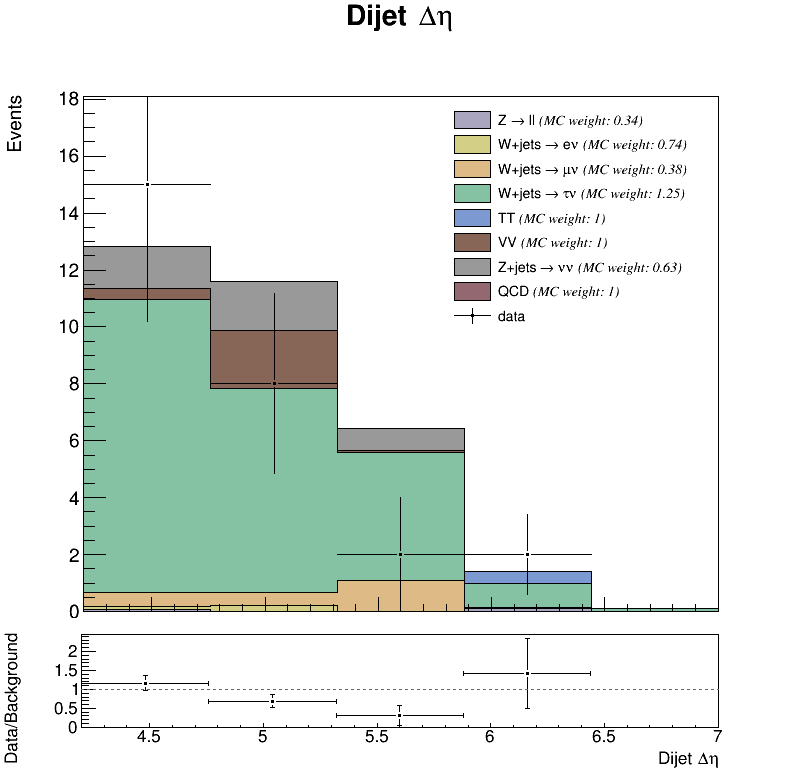 Dijet Δη
Events
18
16
14
12
10
8
6
4
2
0
Z → ll (MC weight: 0.34)
W+jets → eν (MC weight: 0.74)
W+jets → μν (MC weight: 0.38)
W+jets → τν (MC weight: 1.25)
TT (MC weight: 1)
VV (MC weight: 1)
Z+jets → νν (MC weight: 0.63)
QCD (MC weight: 1)
data
Data/Background
2
1.5
1
0.5
0
4.5 5 5.5 6 6.5 7
Dijet Δη